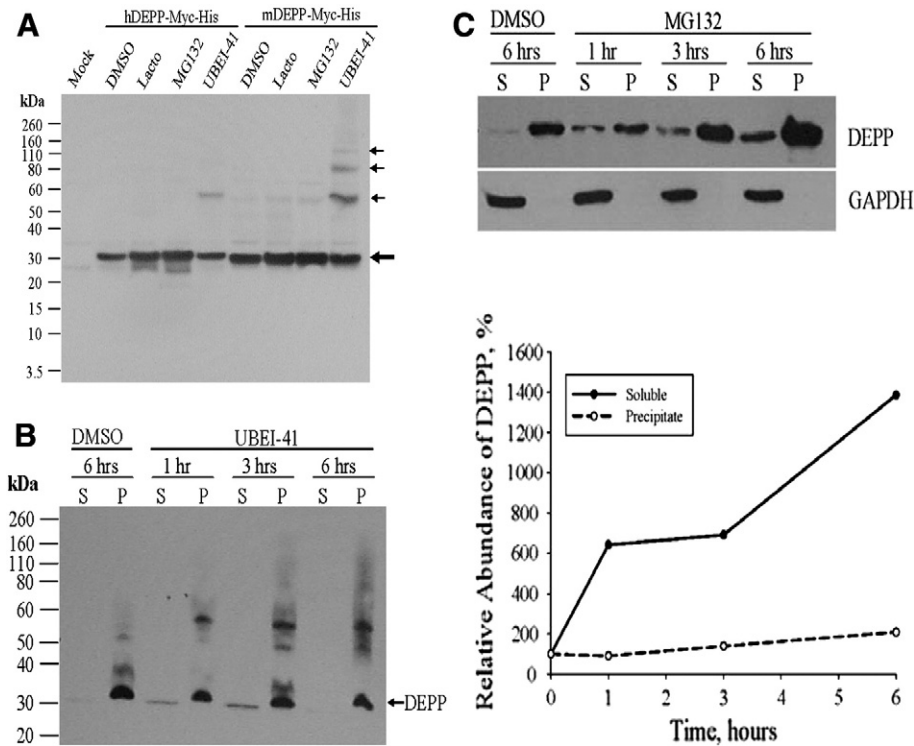 A
hDEPP-Myc-His mDEPP-Myc-His
Mock DMSO Lacto MG132 UBEI-41 DMSO Lacto MG132 UBEI-41
kDa
260
160
110
80
60
50
40
30
20
15
10
3.5
B
DMSO UBEI-41
6 hrs 1 hr 3 hrs 6 hrs
kDa
S P S P S P S P
260
160
110
80
60
50
40
30
20
DEPP
C
DMSO MG132
6 hrs 1 hr 3 hrs 6 hrs
S P S P S P S P
DEPP
GAPDH
Relative Abundance of DEPP, %
1600
1400
1200
1000
800
600
400
200
0
Soluble
Precipitate
0 1 2 3 4 5 6
Time, hours